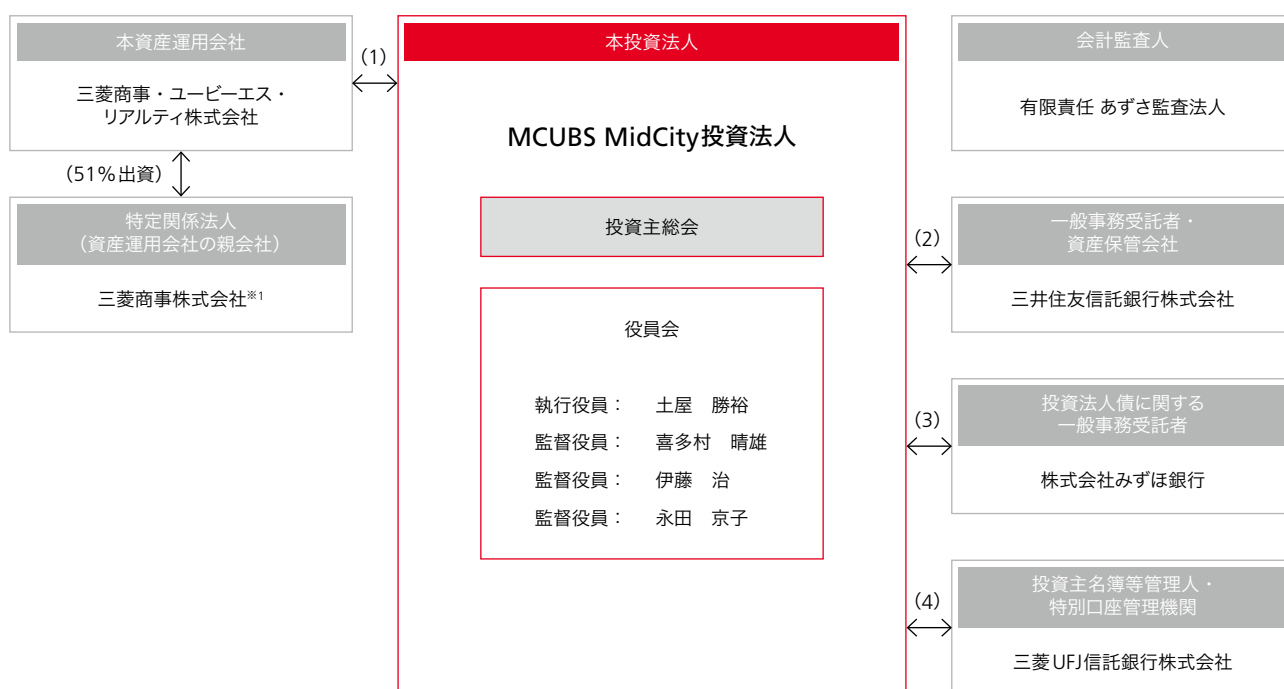 本資産運用会社
三菱商事・ユービーエス・
リアルティ株式会社
(51%出資)
特定関係法人
(資産運用会社の親会社)
三菱商事株式会社※1
(1)
本投資法人
MCUBS MidCity投資法人
投資主総会
役員会
執行役員： 土屋 勝裕
監督役員： 喜多村 晴雄
監督役員： 伊藤 治
監督役員： 永田 京子
会計監査人
有限責任 あずさ監査法人
(2)
一般事務受託者・
資産保管会社
三井住友信託銀行株式会社
(3)
投資法人債に関する
一般事務受託者
株式会社みずほ銀行
(4)
投資主名簿等管理人・
特別口座管理機関
三菱UFJ信託銀行株式会社